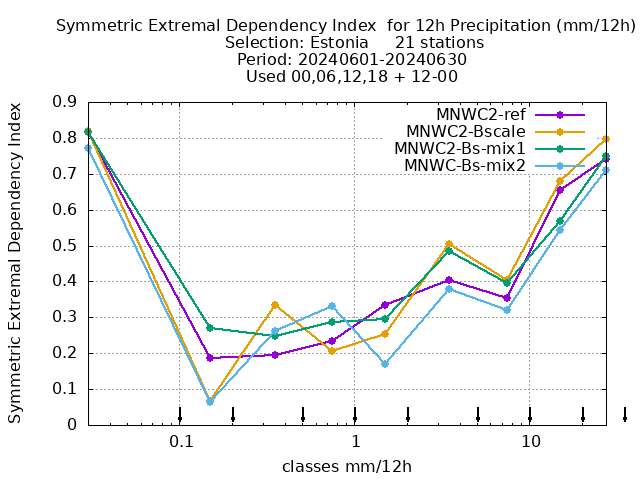 Symmetric Extremal Dependency Index  for 12h Precipitation (mm/12h)
Selection: Estonia     21 stations
Period: 20240601-20240630
Used 00,06,12,18 + 12-00
Symmetric Extremal Dependency Index
0.9
0.8
0.7
0.6
0.5
0.4
0.3
0.2
0.1
0
MNWC2-ref
MNWC2-Bscale
MNWC2-Bs-mix1
MNWC-Bs-mix2
0.1
1
10
classes mm/12h